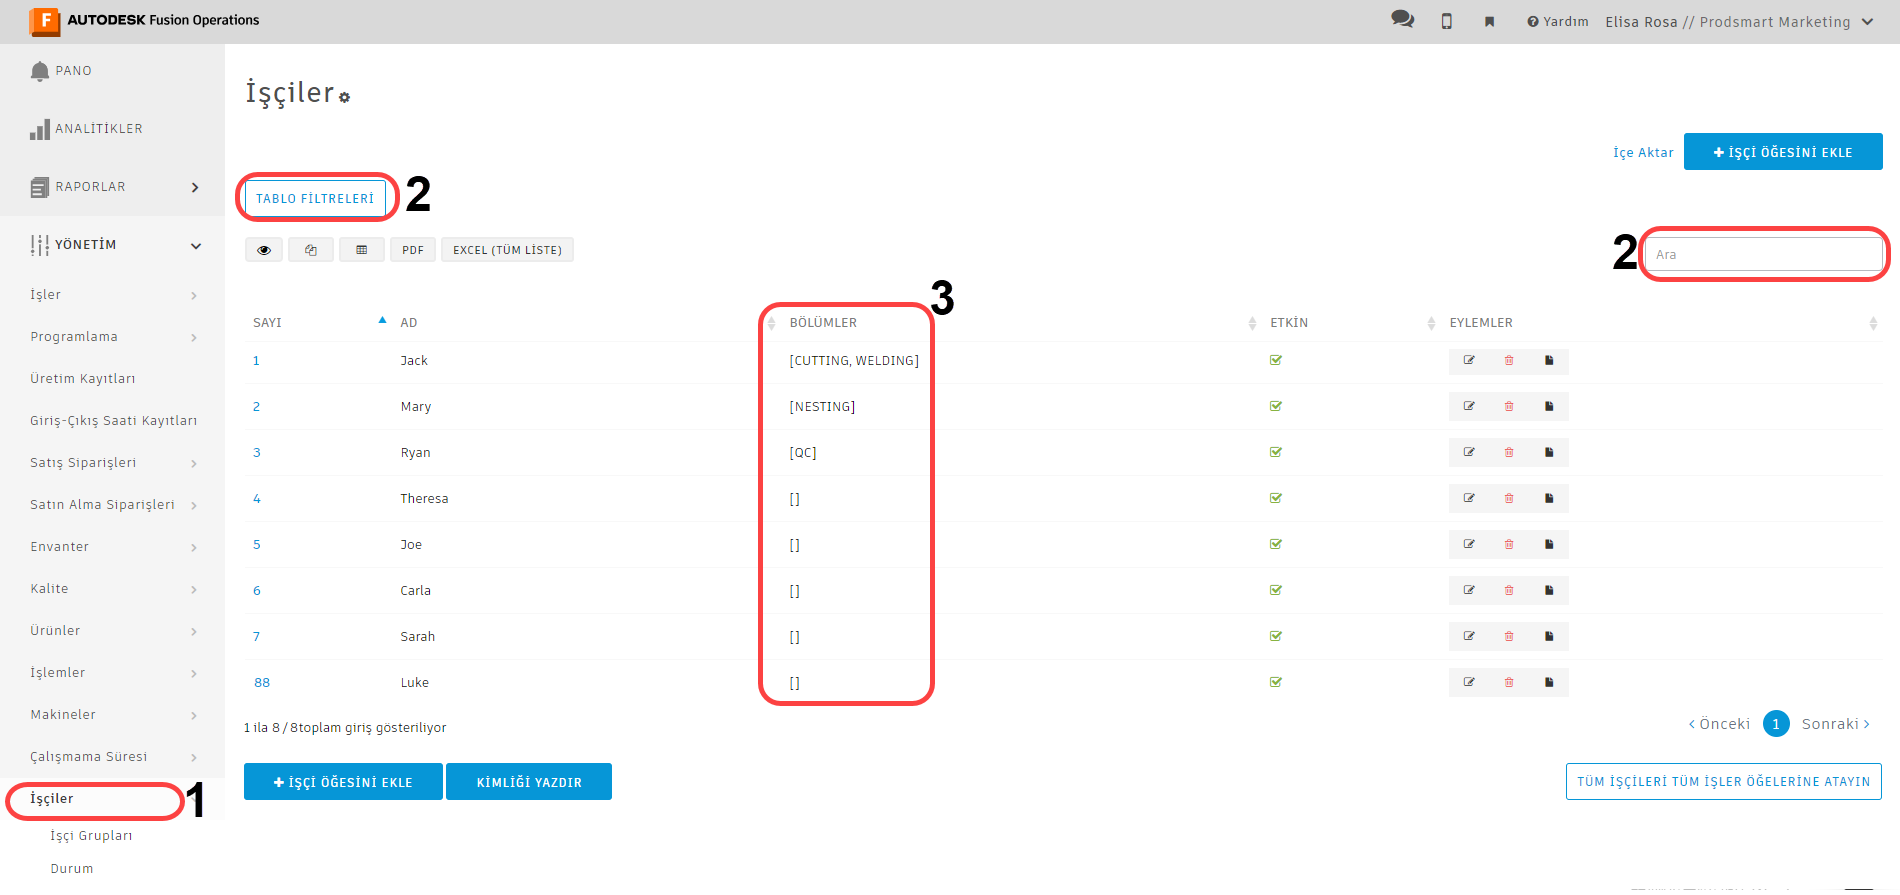 F AUTODESK Fusion Operations
Yardım
Elisa Rosa // Prodsmart Marketing
PANO
ANALİTİKLER
RAPORLAR
YÖNETİM
İşler
Programlama
Üretim Kayıtları
Giriş-Çıkış Saati Kayıtları
Satış Siparişleri
Satın Alma Siparişleri
Envanter
Kalite
Ürünler
İşlemler
Makineler
Çalışmama Süresi
İşçiler
1
İşçi Grupları
Durum
İşçiler
İçe Aktar
+ İŞÇİ ÖĞESİNİ EKLE
TABLO FİLTRELERİ
2
PDF
EXCEL (TÜM LİSTE)
2
Ara
3
SAYI AD BÖLÜMLER ETKİN EYLEMLER
1 Jack [CUTTING, WELDING]
2 Mary [NESTING]
3 Ryan [QC]
4 Theresa []
5 Joe []
6 Carla []
7 Sarah []
88 Luke []
1 ila 8 / 8toplam giriş gösteriliyor
‹ Önceki 1 Sonraki ›
+ İŞÇİ ÖĞESİNİ EKLE
KİMLİĞİ YAZDIR
TÜM İŞÇİLERİ TÜM İŞLER ÖĞELERİNE ATAYIN